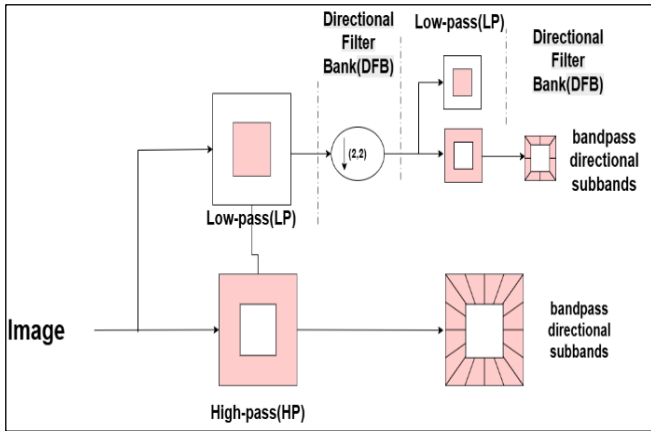 Directional
Filter
Bank(DFB)
Low-pass(LP)
Directional
Filter
Bank(DFB)
(2,2)
bandpass
directional
subbands
Low-pass(LP)
Image
bandpass
directional
subbands
High-pass(HP)